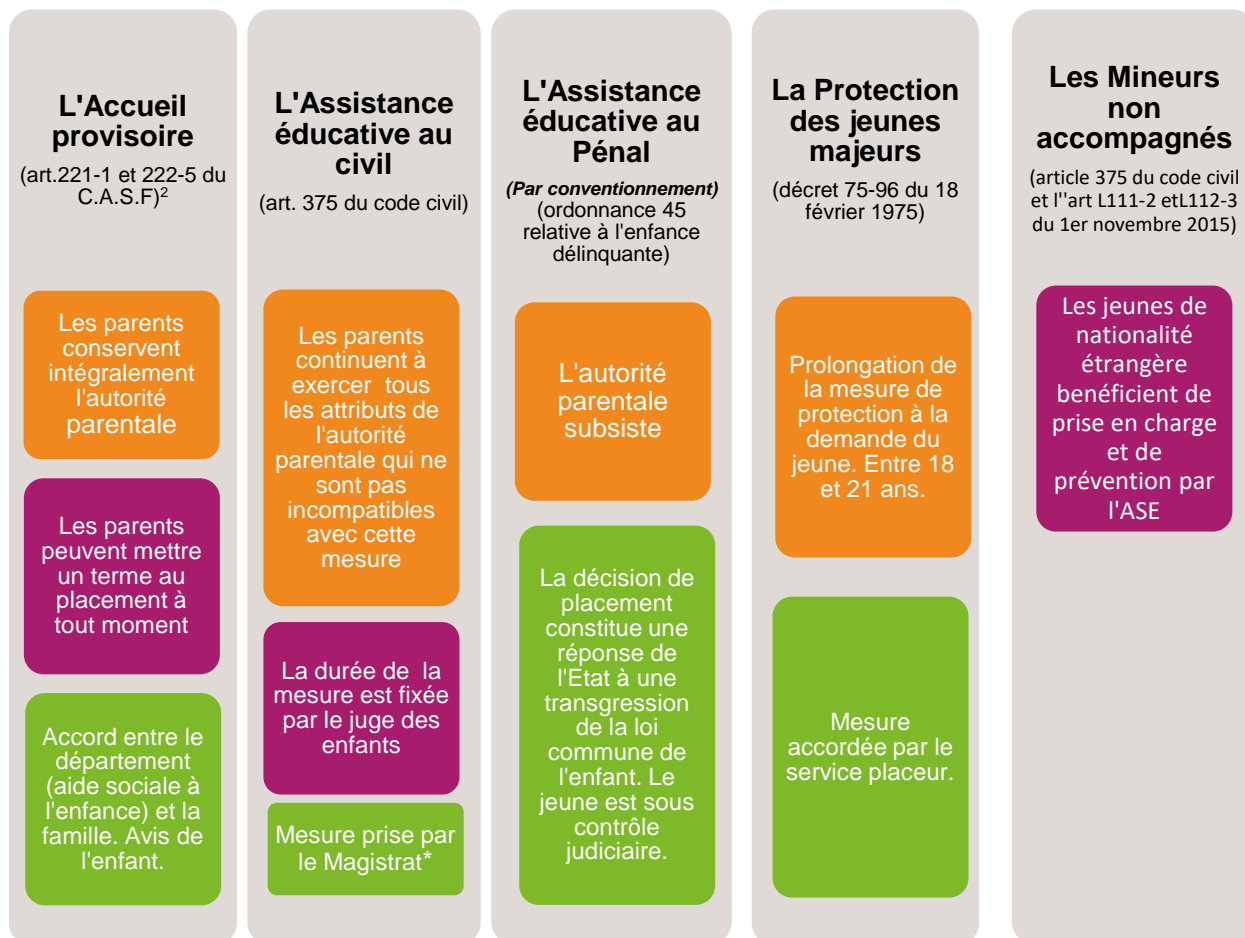 L'Accueil
provisoire
(art.221-1 et 222-5 du
C.A.S.F)²
Les parents
conservent
intégralement
l'autorité
parentale
Les parents
peuvent mettre
un terme au
placement à
tout moment
Accord entre le
département
(aide sociale à
l'enfance) et la
famille. Avis de
l'enfant.
L'Assistance
éducative au
civil
(art. 375 du code civil)
Les parents
continuent à
exercer tous
les attributs de
l'autorité
parentale qui ne
sont pas
incompatibles
avec cette
mesure
La durée de la
mesure est fixée
par le juge des
enfants
Mesure prise par
le Magistrat*
L'Assistance
éducative au
Pénal
(Par conventionnement)
(ordonnance 45
relative à l'enfance
délinquante)
L'autorité
parentale
subsiste
La décision de
placement
constitue une
réponse de
l'Etat à une
transgression
de la loi
commune de
l'enfant. Le
jeune est sous
contrôle
judiciaire.
La Protection
des jeunes
majeurs
(décret 75-96 du 18
février 1975)
Prolongation de
la mesure de
protection à la
demande du
jeune. Entre 18
et 21 ans.
Mesure
accordée par le
service placeur.
Les Mineurs
non
accompagnés
(article 375 du code civil
et l''art L111-2 etL112-3
du 1er novembre 2015)
Les jeunes de
nationalité
étrangère
benéficient de
prise en charge
et de
prévention par
l'ASE